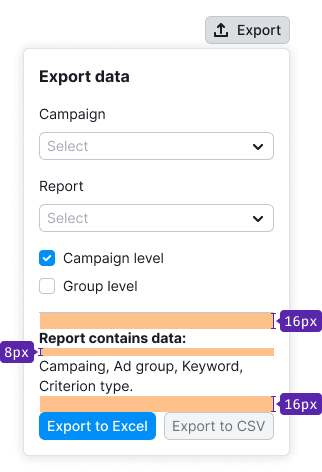 Export
Export data
Campaign
Select
Report
Select
Campaign level
Group level
16px
Report contains data:
8px
Campaing, Ad group, Keyword,
Criterion type.
16px
Export to Excel
Export to CSV